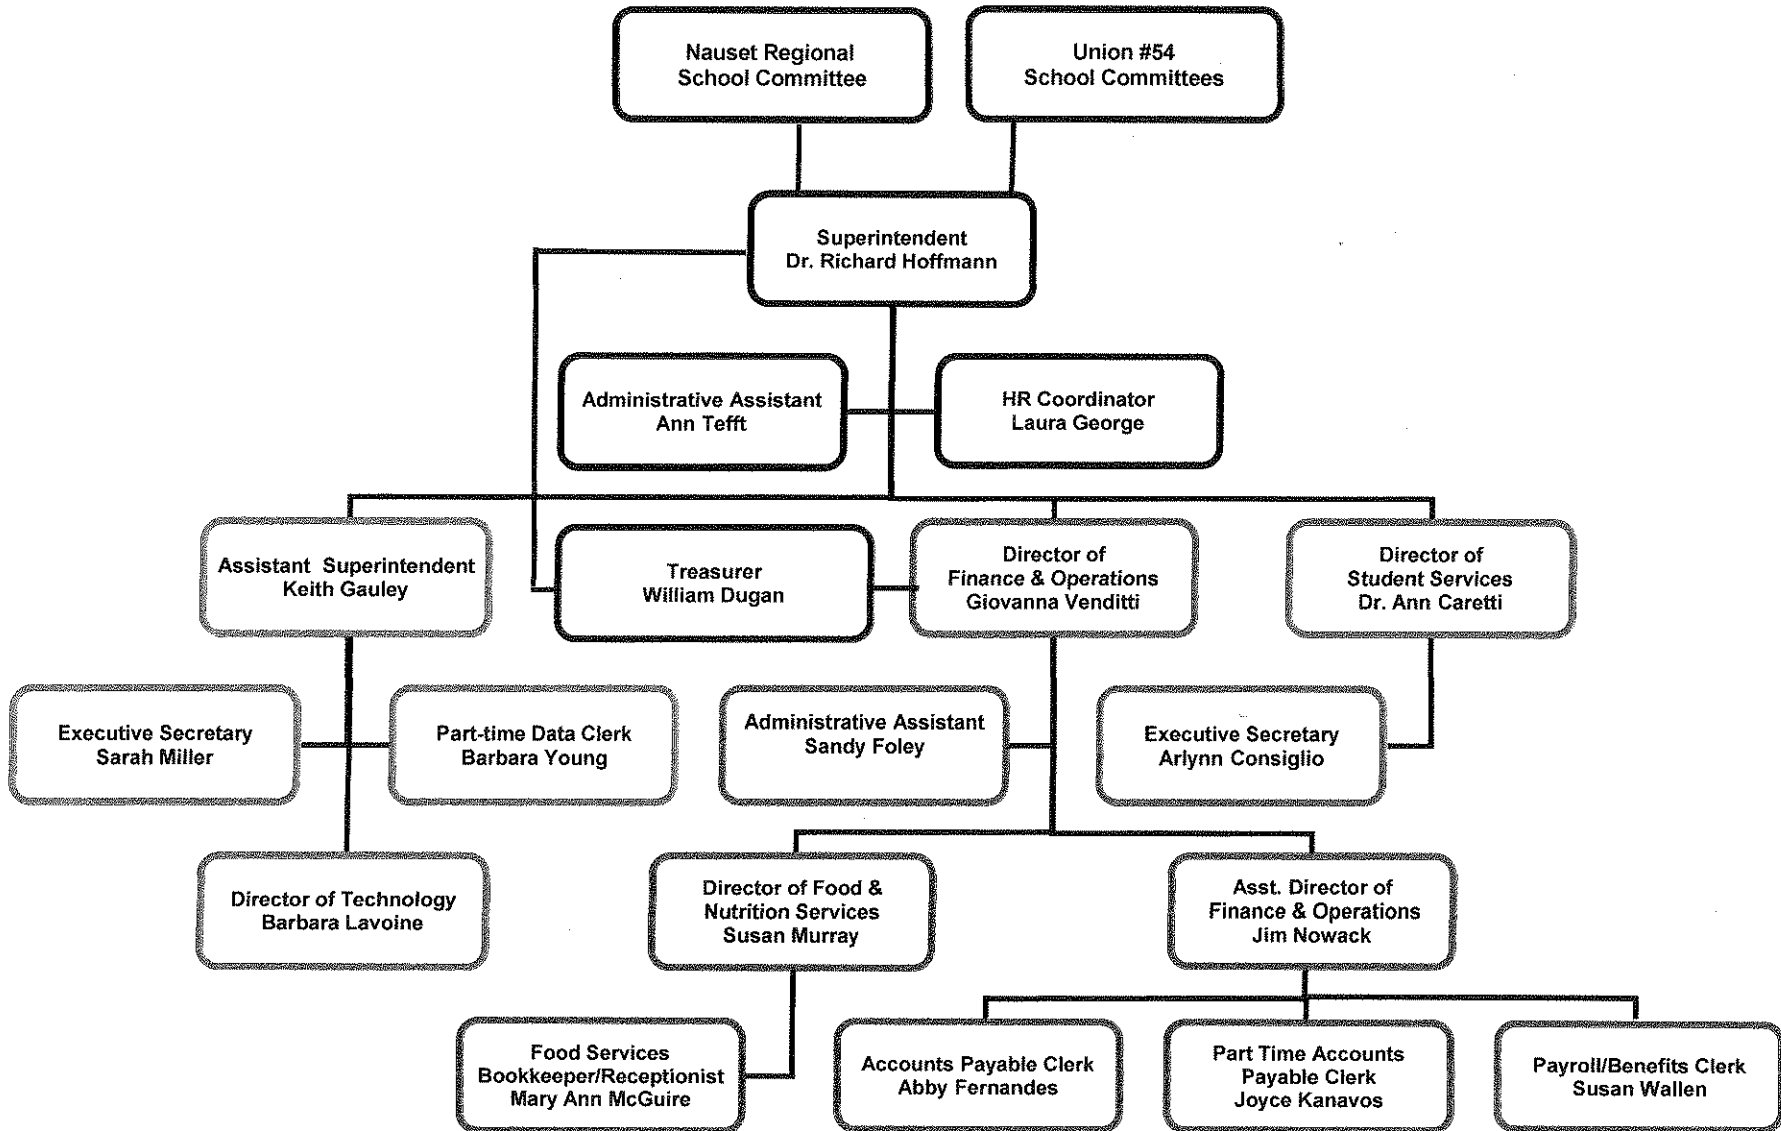 Nauset Regional
School Committee
Union #54
School Committees
Superintendent
Dr. Richard Hoffmann
Administrative Assistant
Ann Tefft
HR Coordinator
Laura George
Assistant Superintendent
Keith Gauley
Treasurer
William Dugan
Director of
Finance & Operations
Giovanna Venditti
Director of
Student Services
Dr. Ann Caretti
Executive Secretary
Sarah Miller
Part-time Data Clerk
Barbara Young
Administrative Assistant
Sandy Foley
Executive Secretary
Arlynn Consiglio
Director of Technology
Barbara Lavoine
Director of Food &
Nutrition Services
Susan Murray
Asst. Director of
Finance & Operations
Jim Nowack
Food Services
Bookkeeper/Receptionist
Mary Ann McGuire
Accounts Payable Clerk
Abby Fernandes
Part Time Accounts
Payable Clerk
Joyce Kanavos
Payroll/Benefits Clerk
Susan Wallen